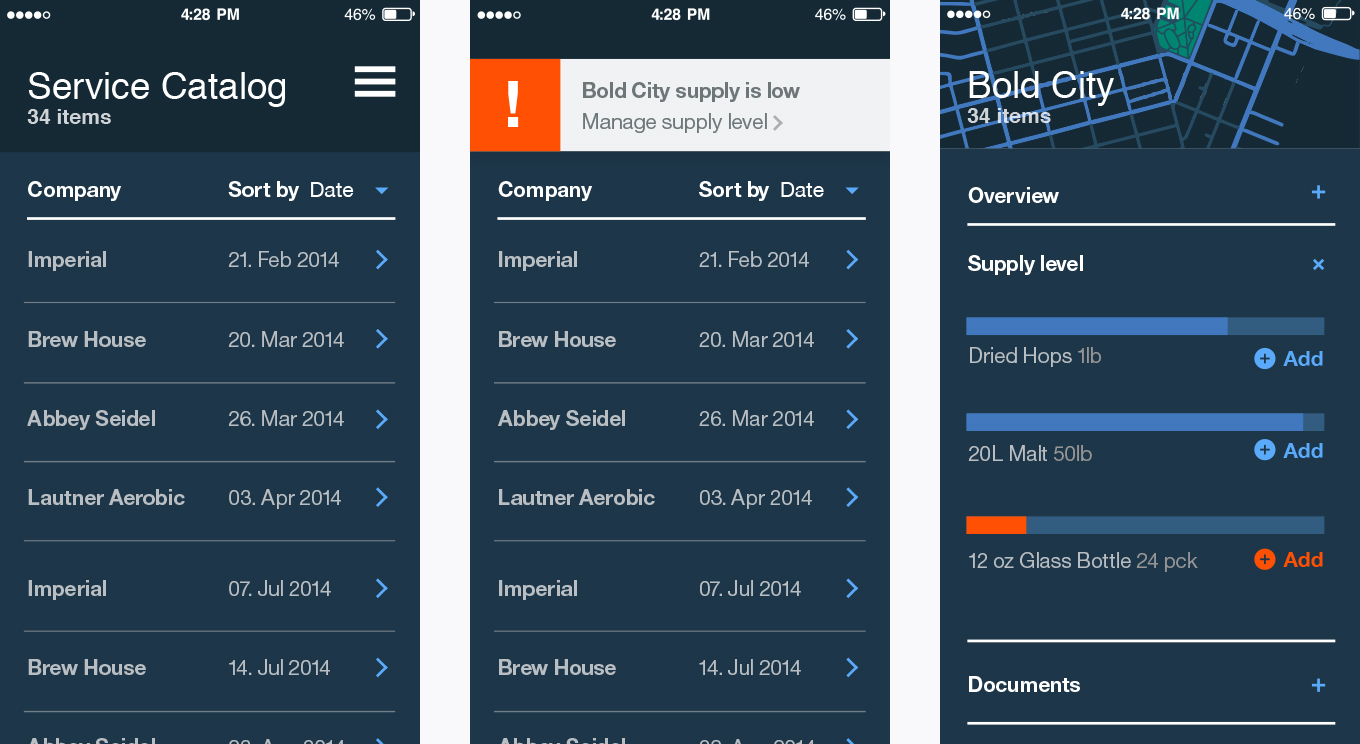 4:28 PM 46%
Service Catalog
34 items
Company Sort by Date
Imperial 21. Feb 2014
Brew House 20. Mar 2014
Abbey Seidel 26. Mar 2014
Lautner Aerobic 03. Apr 2014
Imperial 07. Jul 2014
Brew House 14. Jul 2014
Abbey Seidel
4:28 PM 46%
!
Bold City supply is low
Manage supply level
Company Sort by Date
Imperial 21. Feb 2014
Brew House 20. Mar 2014
Abbey Seidel 26. Mar 2014
Lautner Aerobic 03. Apr 2014
Imperial 07. Jul 2014
Brew House 14. Jul 2014
Abbey Seidel
4:28 PM 46%
Bold City
34 items
Overview +
Supply level ×
Dried Hops 1lb + Add
20L Malt 50lb + Add
12 oz Glass Bottle 24 pck + Add
Documents +